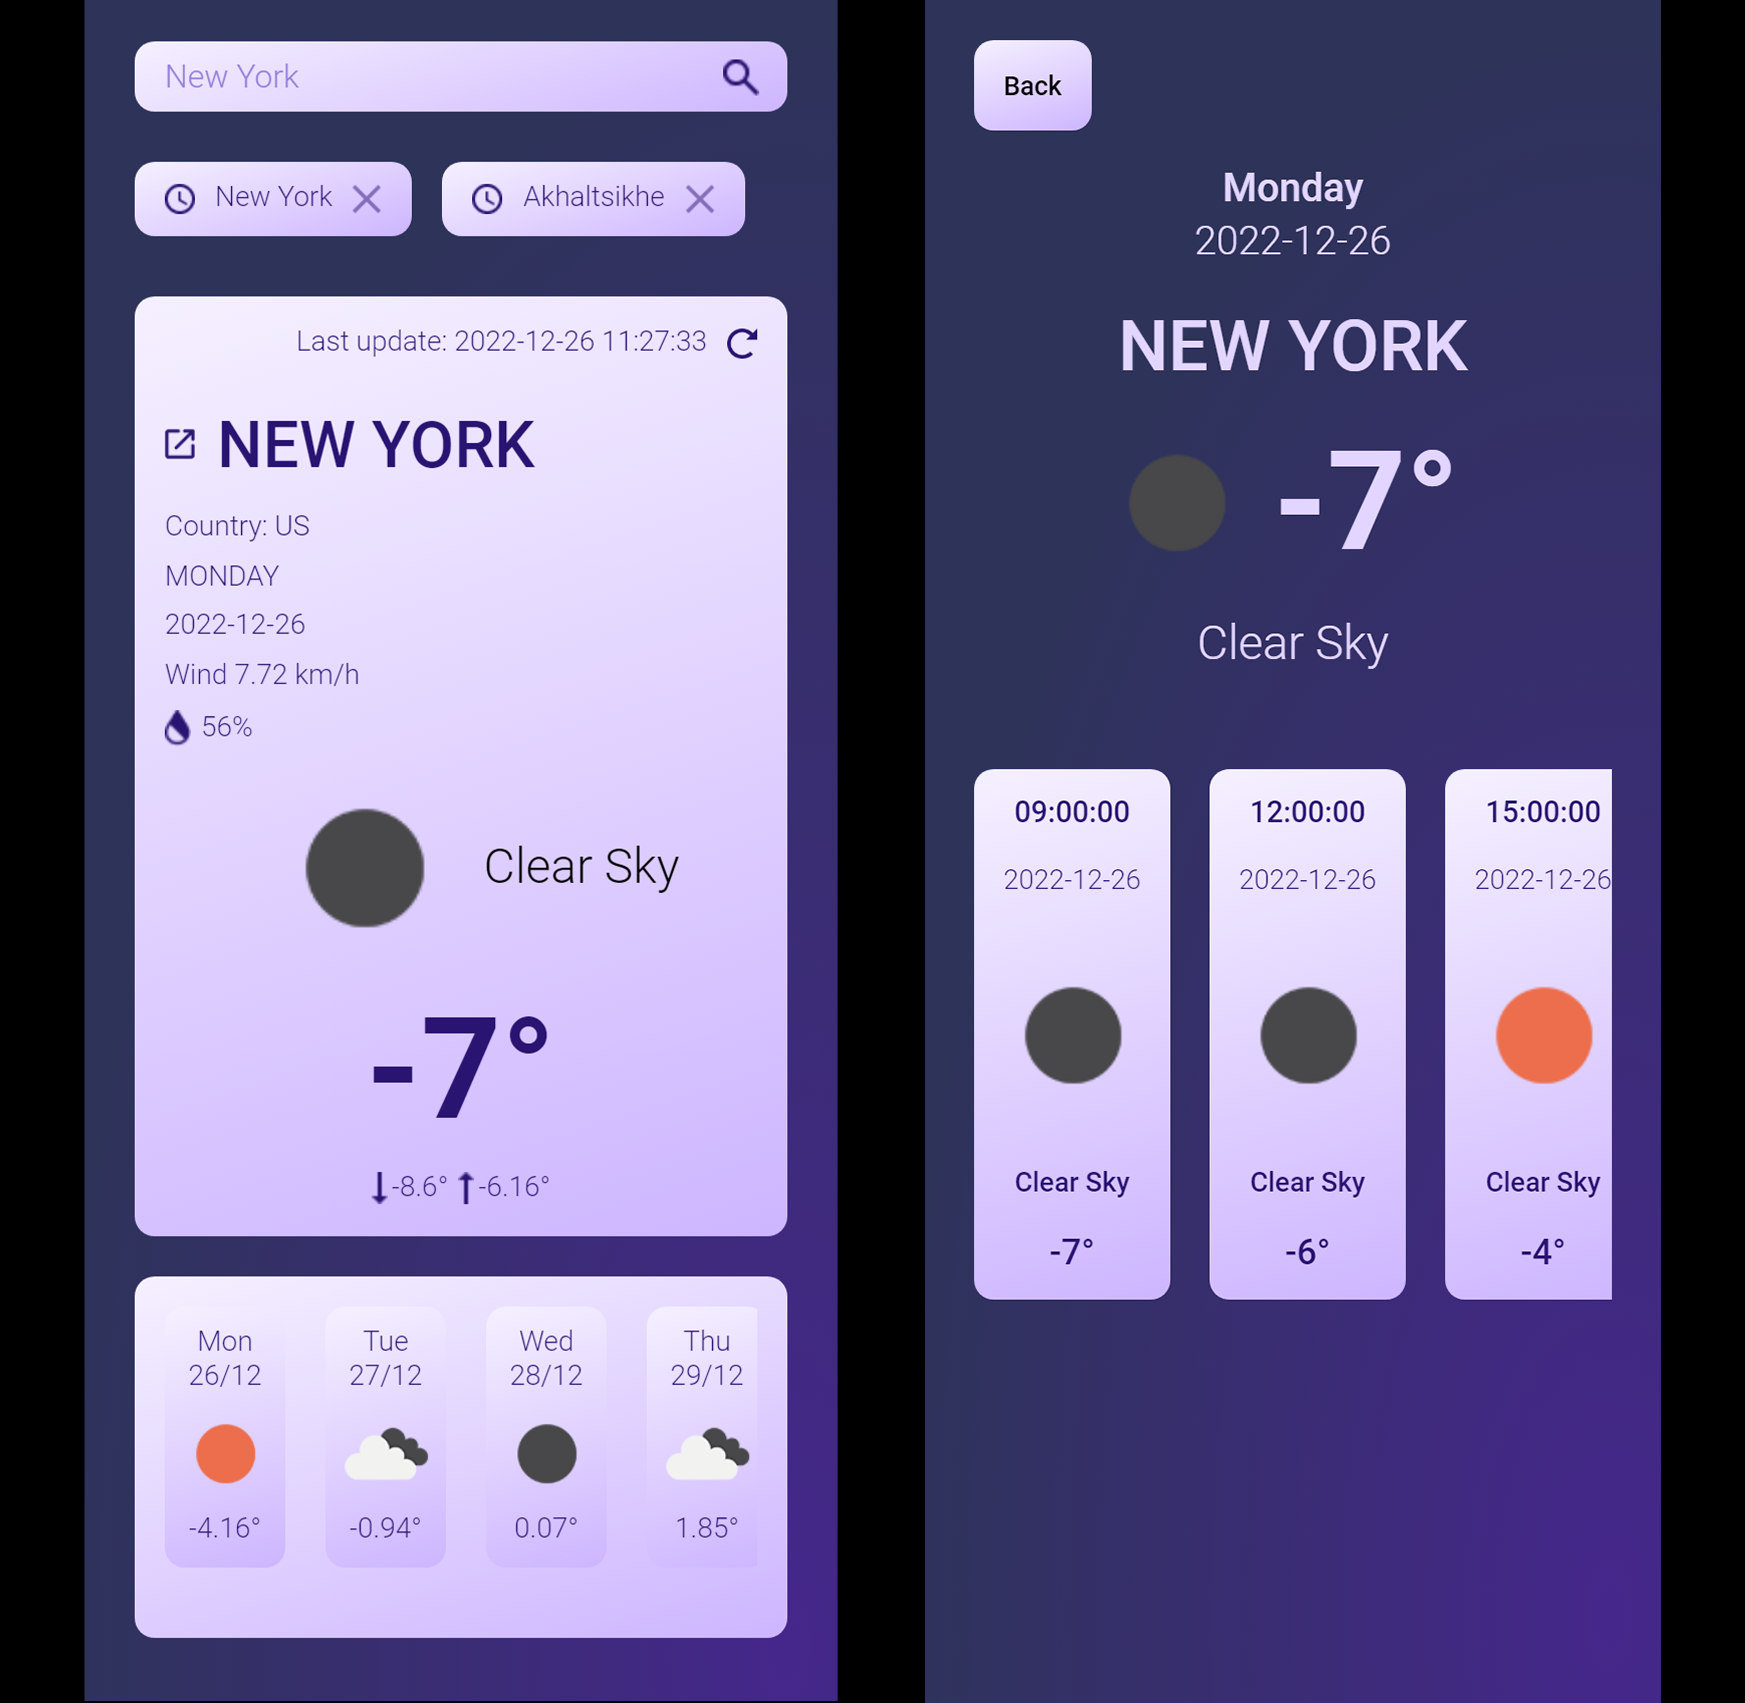 New York
New York
Akhaltsikhe
Last update: 2022-12-26 11:27:33
NEW YORK
Country: US
MONDAY
2022-12-26
Wind 7.72 km/h
56%
Clear Sky
-7°
-8.6° -6.16°
Mon
26/12
-4.16°
Tue
27/12
-0.94°
Wed
28/12
0.07°
Thu
29/12
1.85°
Back
Monday
2022-12-26
NEW YORK
-7°
Clear Sky
09:00:00
2022-12-26
Clear Sky
-7°
12:00:00
2022-12-26
Clear Sky
-6°
15:00:00
2022-12-26
Clear Sky
-4°